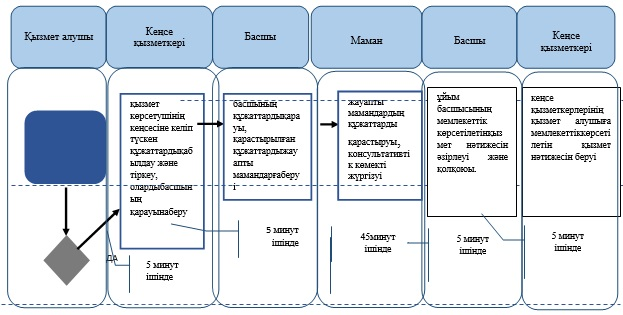 Қызмет алушы
Кеңсе
қызметкері
Басшы
Маман
Басшы
Кеңсе
қызметкері
қызмет
көрсетушінің
кеңсесіне келіп
түскен
құжаттардықаб
ылдау және
тіркеу,
олардыбасшын
ың
қарауынаберу
басшының
құжаттардықара
уы,
қарастырылған
құжаттардыжау
апты
мамандарғаберу
і
жауапты
мамандардың
құжаттарды
қарастыруы,
консультативті
к көмекті
жүргізуі
ұйым
басшысының
мемлекеттік
көрсетілетінқыз
мет нәтижесін
әзірлеуі және
қолқоюы.
кеңсе
қызметкерлерінің
қызмет алушыға
мемлекеттіккөрсеті
летін қызмет
нәтижесін беруі
ДА
5 минут
ішінде
5 минут
ішінде
45минут
ішінде
5 минут
ішінде
5 минут
ішінде